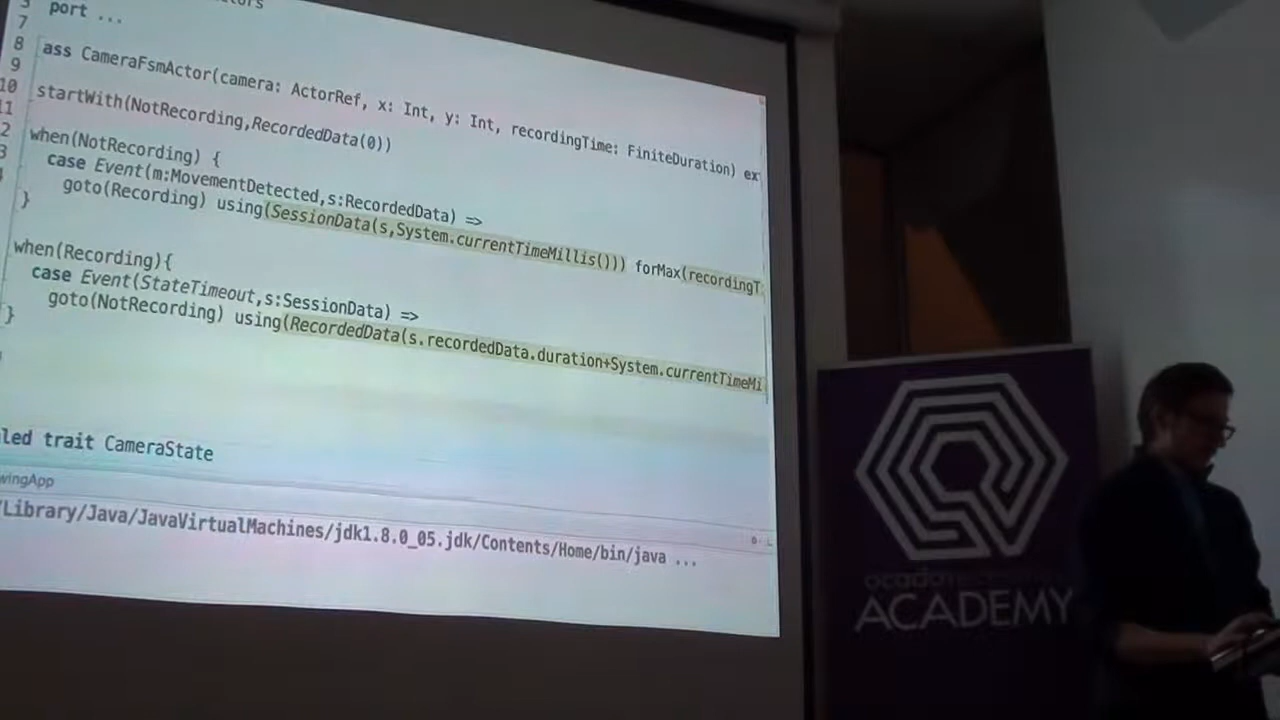 port ...
7
8
ass CameraFsmActor(camera: ActorRef, x: Int, y: Int, recordingTime: FiniteDuration) ex
9
10
startWith(NotRecording,RecordedData(0))
when(NotRecording) {
case Event(m:MovementDetected,s:RecordedData) =>
goto(Recording) using(SessionData(s,System.currentTimeMillis())) forMax(recordingT
}
when(Recording){
case Event(StateTimeout,s:SessionData) =>
goto(NotRecording) using(RecordedData(s.recordedData.duration+System.currentTimeMi
}
led trait CameraState
wingApp
/Library/Java/JavaVirtualMachines/jdk1.8.0_05.jdk/Contents/Home/bin/java ...
ACADEMY